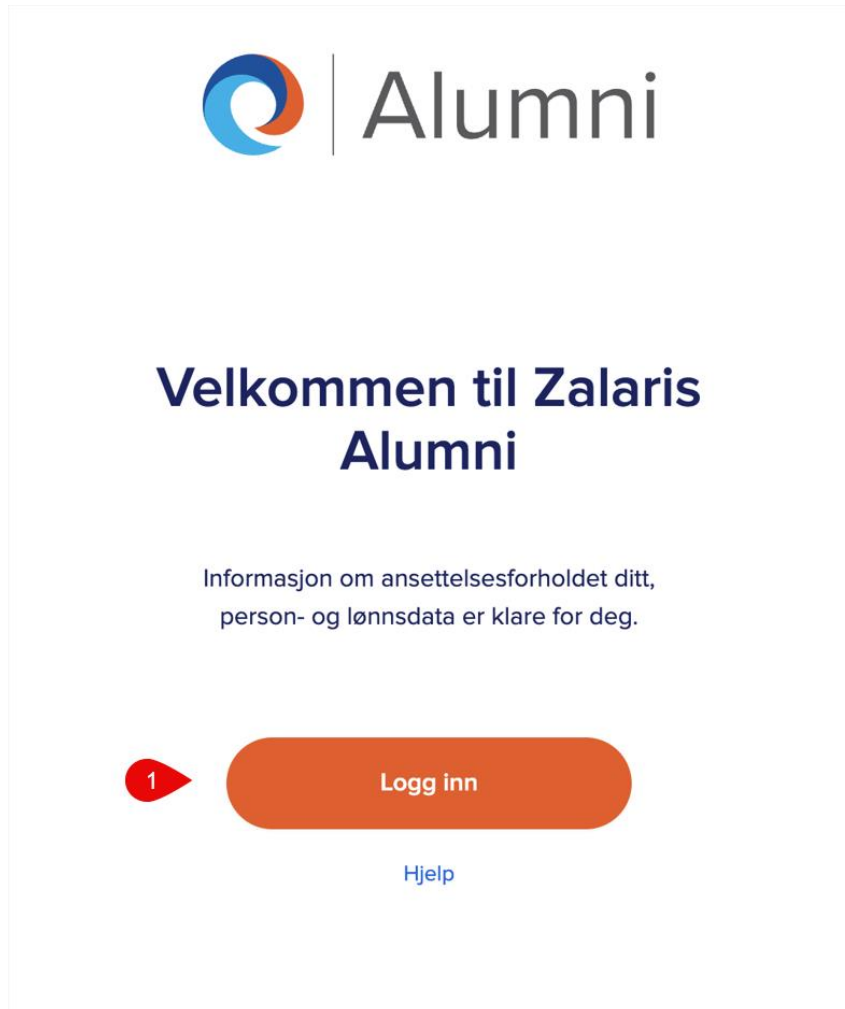 Alumni
Velkommen til Zalaris
Alumni
Informasjon om ansettelsesforholdet ditt,
person- og lønnsdata er klare for deg.
1
Logg inn
Hjelp